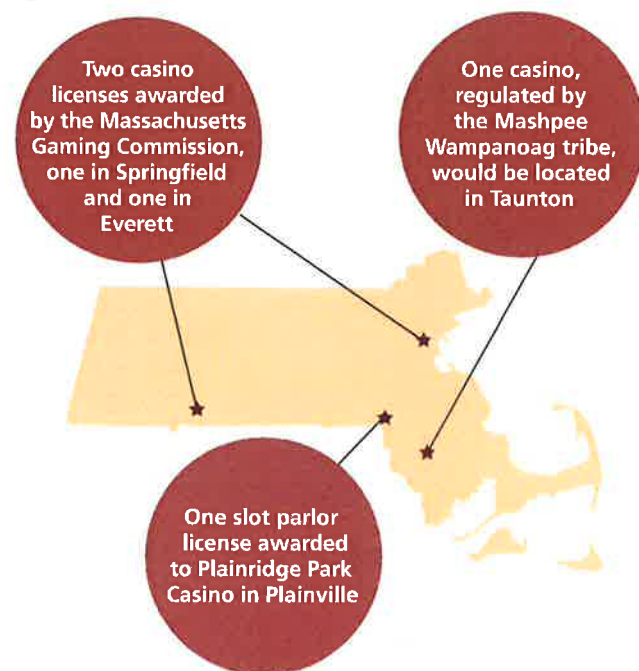 Two casino
licenses awarded
by the Massachusetts
Gaming Commission,
one in Springfield
and one in
Everett
One casino,
regulated by
the Mashpee
Wampanoag tribe,
would be located
in Taunton
One slot parlor
license awarded
to Plainridge Park
Casino in Plainville